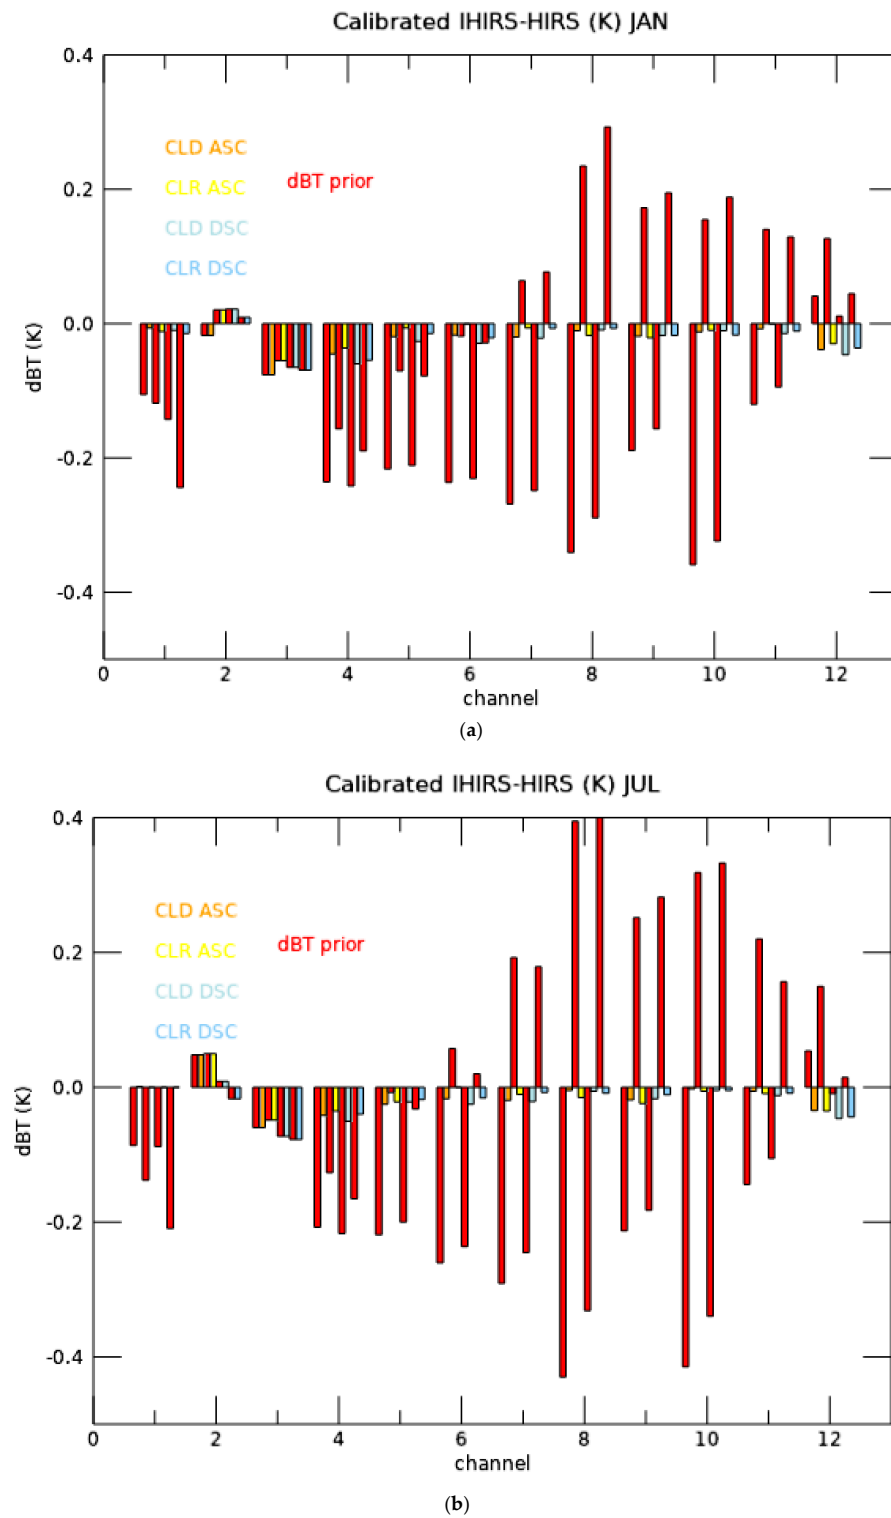 Calibrated IHIRS-HIRS (K) JAN
0.4
CLD ASC
dBT prior
CLR ASC
0.2
CLD DSC
CLR DSC
0.0
dBT (K)
-0.2
-0.4
0 2 4 6 8 10 12
channel
(a)
Calibrated IHIRS-HIRS (K) JUL
0.4
CLD ASC
dBT prior
CLR ASC
0.2
CLD DSC
CLR DSC
0.0
dBT (K)
-0.2
-0.4
0 2 4 6 8 10 12
channel
(b)